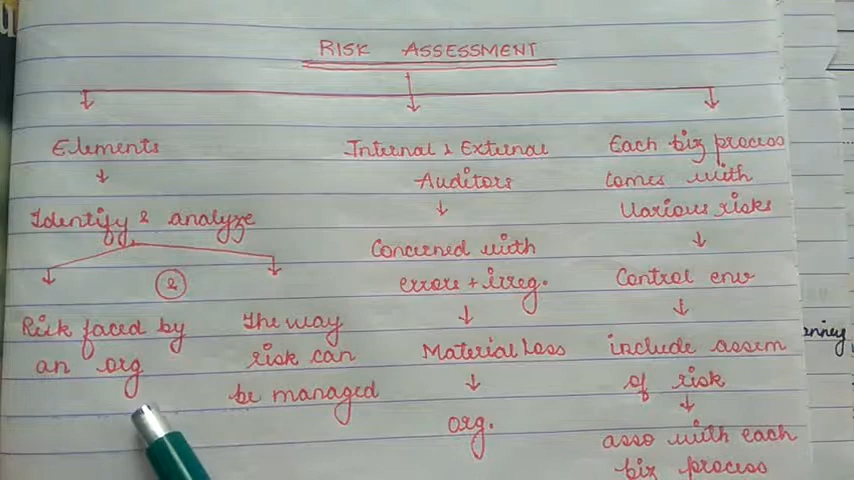 RISK ASSESSMENT
Elements
Identify & analyze
&
Risk faced by
an org
The way
risk can
be managed
Internal & External
Auditors
Concerned with
errors + irreg.
Material Loss
org.
Each biz process
comes with
Various risks
Control env
include assem
of risk
asso with each
biz process